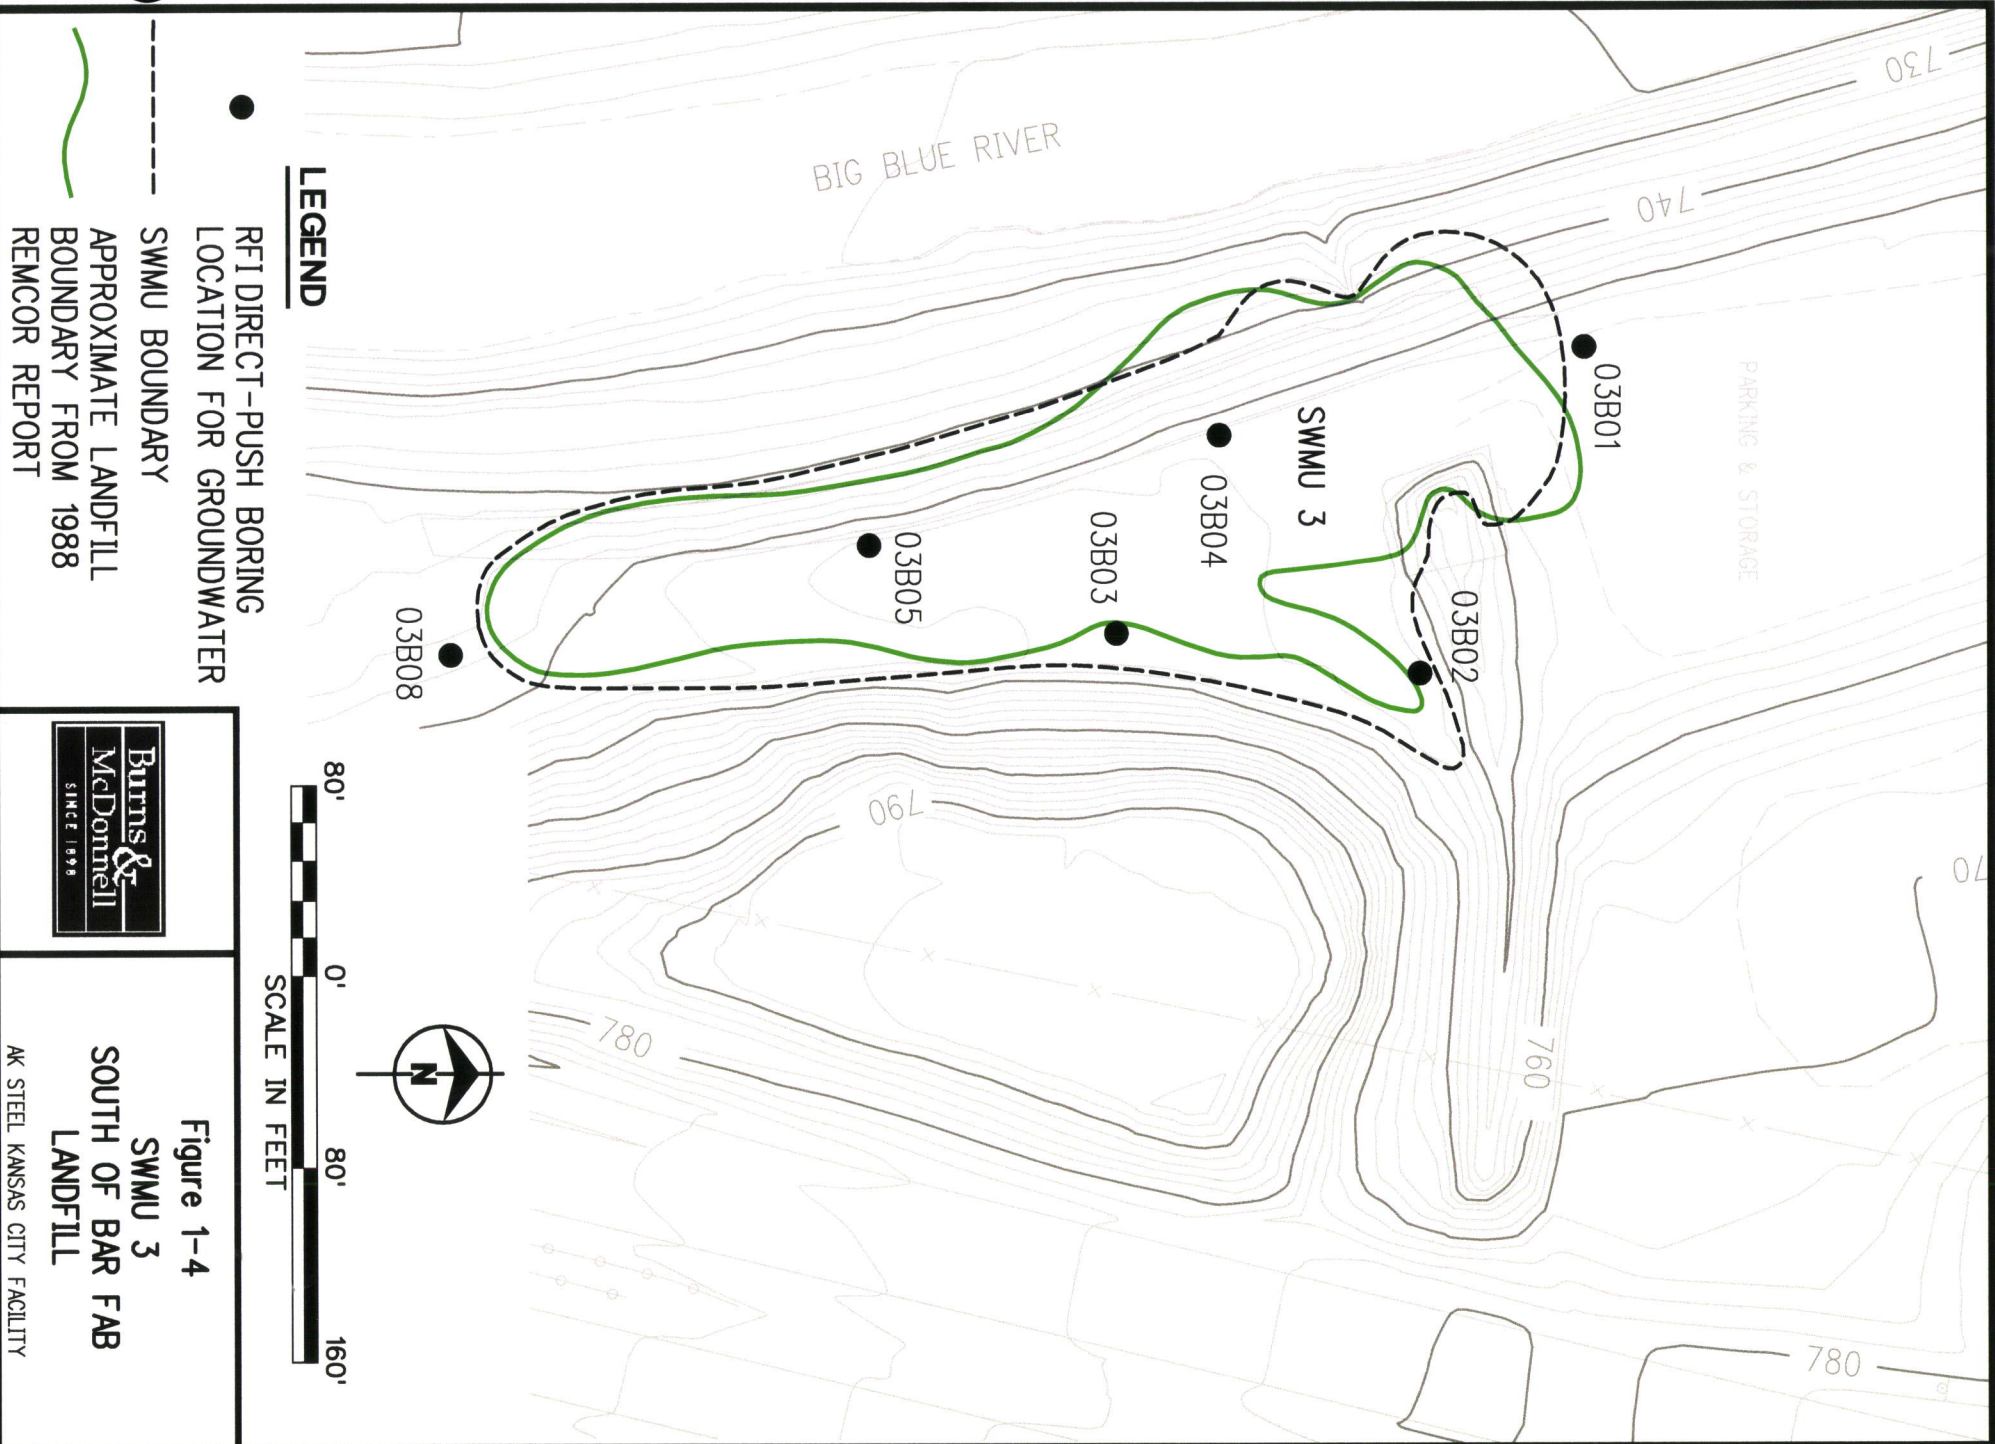 730
740
BIG BLUE RIVER
PARKING & STORAGE
03B01
SWMU 3
03B04
03B03
03B02
03B05
03B08
790
70
780
760
780
LEGEND
RFI DIRECT-PUSH BORING
LOCATION FOR GROUNDWATER
SWMU BOUNDARY
APPROXIMATE LANDFILL
BOUNDARY FROM 1988
REMCOR REPORT
80' 0' 80' 160'
SCALE IN FEET
N
Burns &
McDonnell
SINCE 1898
Figure 1-4
SWMU 3
SOUTH OF BAR FAB
LANDFILL
AK STEEL KANSAS CITY FACILITY